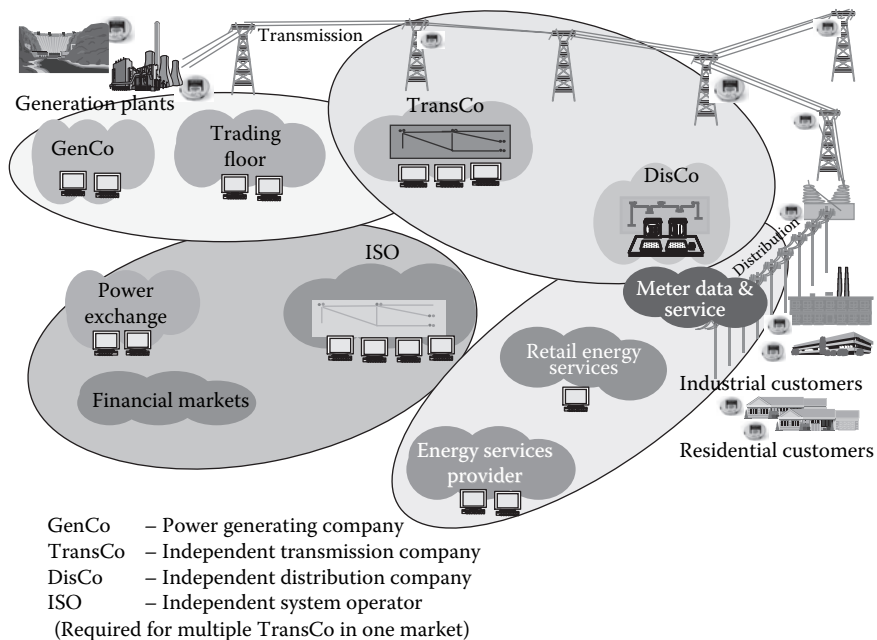 Transmission
Generation plants
GenCo
Trading
floor
TransCo
DisCo
Distribution
Meter data &
service
ISO
Power
exchange
Financial markets
Retail energy
services
Energy services
provider
Industrial customers
Residential customers
GenCo – Power generating company
TransCo – Independent transmission company
DisCo – Independent distribution company
ISO – Independent system operator
(Required for multiple TransCo in one market)